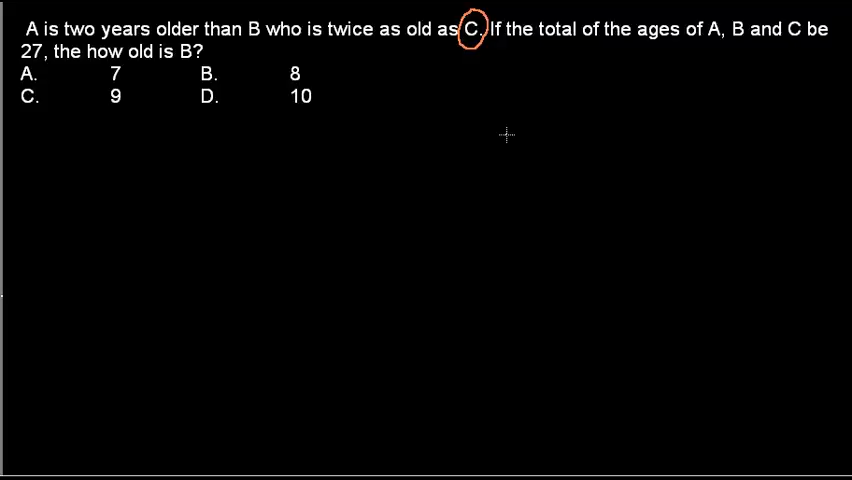 A is two years older than B who is twice as old as C. If the total of the ages of A, B and C be
27, the how old is B?
A. 7 B. 8
C. 9 D. 10